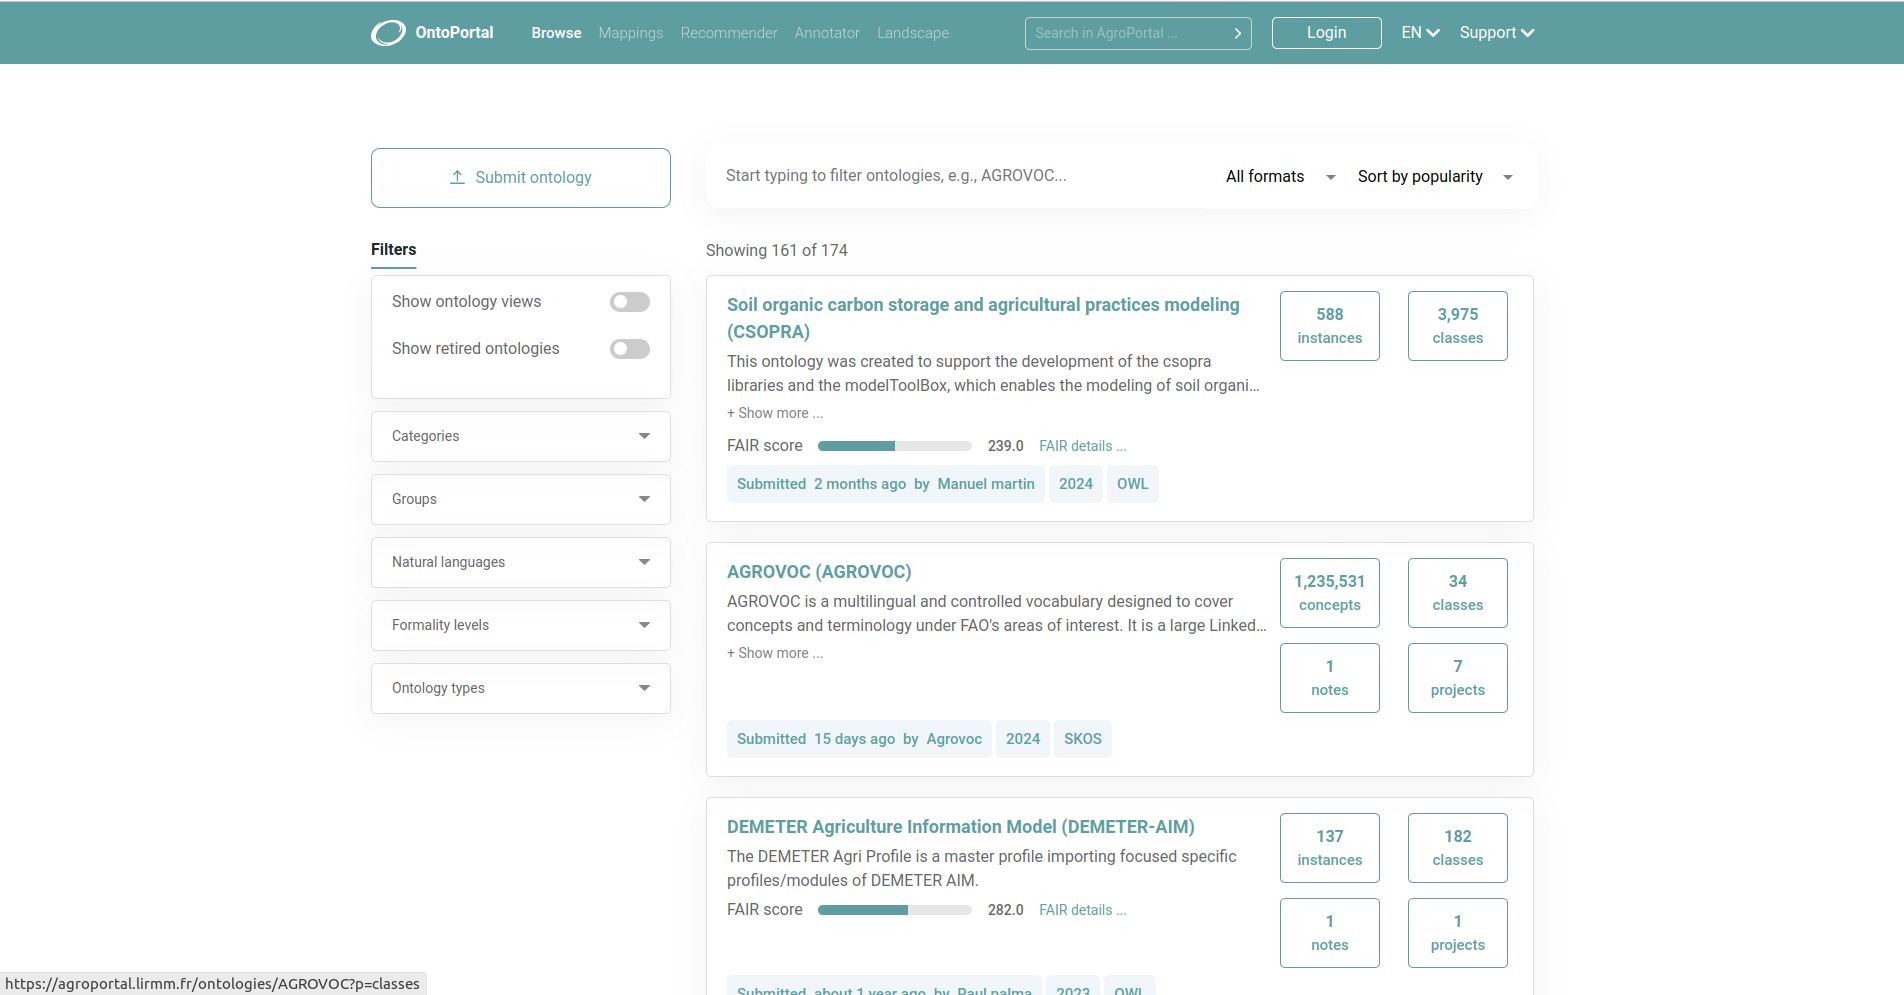 OntoPortal Browse Mappings Recommender Annotator Landscape Search in AgroPortal ... Login EN Support
Submit ontology
Start typing to filter ontologies, e.g., AGROVOC... All formats Sort by popularity
Filters
Show ontology views
Show retired ontologies
Categories
Groups
Natural languages
Formality levels
Ontology types
Showing 161 of 174
Soil organic carbon storage and agricultural practices modeling
(CSOPRA)
This ontology was created to support the development of the csopra
libraries and the modelToolBox, which enables the modeling of soil organi...
+ Show more ...
FAIR score 239.0 FAIR details ...
Submitted 2 months ago by Manuel martin 2024 OWL
588
instances
3,975
classes
AGROVOC (AGROVOC)
AGROVOC is a multilingual and controlled vocabulary designed to cover
concepts and terminology under FAO's areas of interest. It is a large Linked...
+ Show more ...
Submitted 15 days ago by Agrovoc 2024 SKOS
1,235,531
concepts
34
classes
1
notes
7
projects
DEMETER Agriculture Information Model (DEMETER-AIM)
The DEMETER Agri Profile is a master profile importing focused specific
profiles/modules of DEMETER AIM.
FAIR score 282.0 FAIR details ...
Submitted about 1 year ago by Paul palma 2023 OWL
137
instances
182
classes
1
notes
1
projects
https://agroportal.lirmm.fr/ontologies/AGROVOC?p=classes